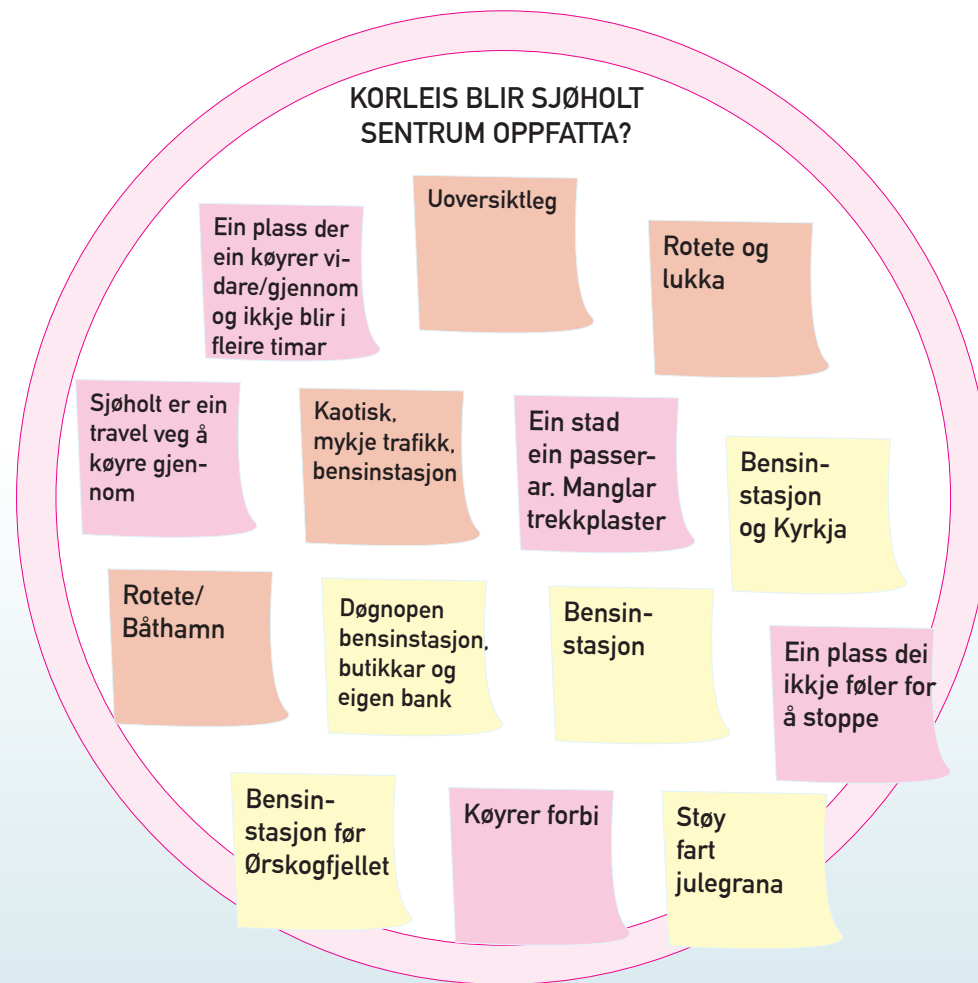 KORLEIS BLIR SJØHOLT
SENTRUM OPPFATTA?
Ein plass der
ein køyrer vi-
dare/gjennom
og ikkje blir i
fleire timar
Uoversiktleg
Rotete og
lukka
Sjøholt er ein
travel veg å
køyre gjen-
nom
Kaotisk,
mykje trafikk,
bensinstasjon
Ein stad
ein passer-
ar. Manglar
trekkplaster
Bensin-
stasjon
og Kyrkja
Rotete/
Båthamn
Døgnopen
bensinstasjon,
butikkar og
eigen bank
Bensin-
stasjon
Ein plass dei
ikkje føler for
å stoppe
Bensin-
stasjon før
Ørskogfjellet
Køyrer forbi
Støy
fart
julegrana